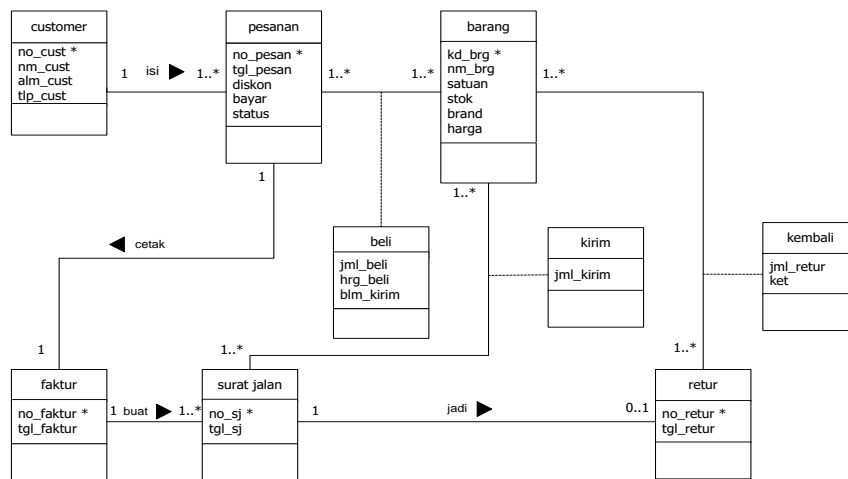 customer
no_cust *
nm_cust
alm_cust
tlp_cust
1
isi
1..*
pesanan
no_pesan *
tgl_pesan
diskon
bayar
status
1..*
1..*
barang
kd_brg *
nm_brg
satuan
stok
brand
harga
1..*
1
1..*
cetak
beli
jml_beli
hrg_beli
blm_kirim
kirim
jml_kirim
kembali
jml_retur
ket
1
1..*
1..*
faktur
no_faktur *
tgl_faktur
1
buat
1..*
surat jalan
no_sj *
tgl_sj
1
jadi
0..1
retur
no_retur *
tgl_retur